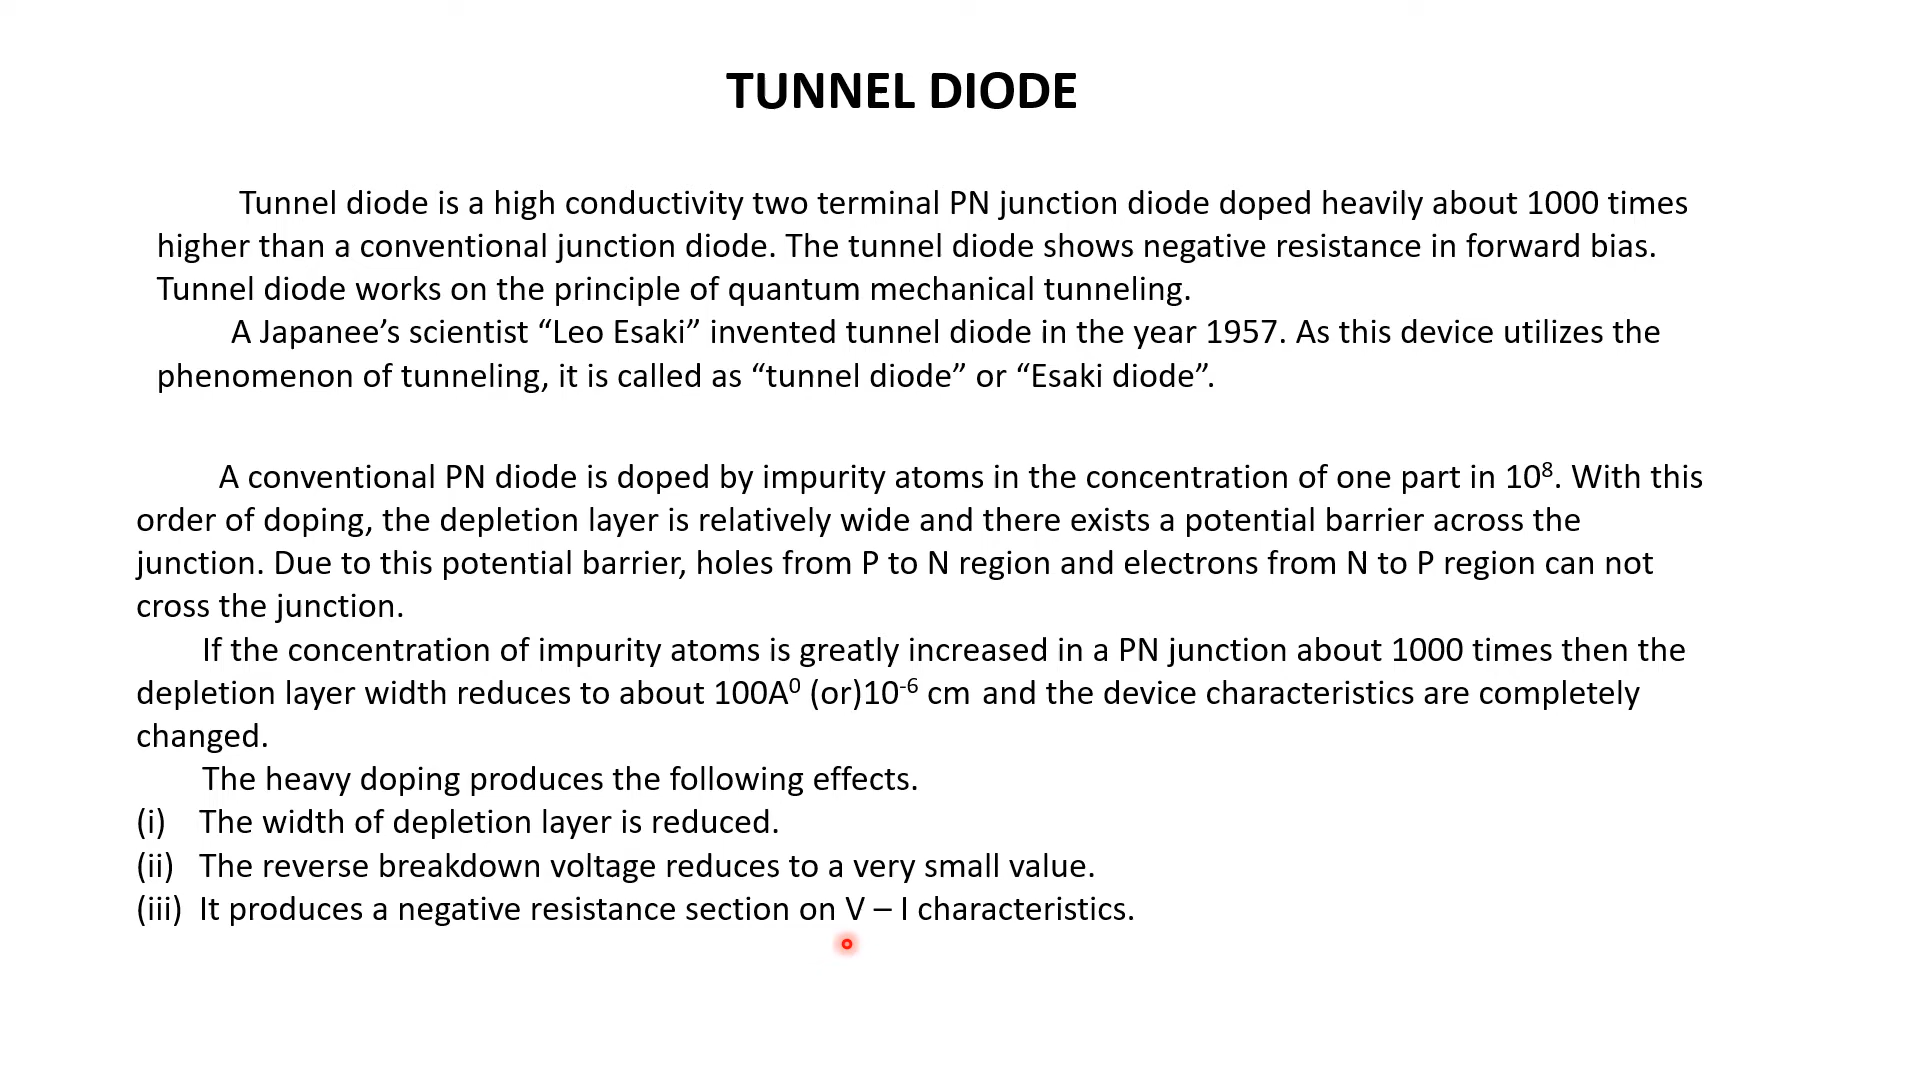 TUNNEL DIODE
Tunnel diode is a high conductivity two terminal PN junction diode doped heavily about 1000 times
higher than a conventional junction diode. The tunnel diode shows negative resistance in forward bias.
Tunnel diode works on the principle of quantum mechanical tunneling.
A Japanee’s scientist “Leo Esaki” invented tunnel diode in the year 1957. As this device utilizes the
phenomenon of tunneling, it is called as “tunnel diode” or “Esaki diode”.
A conventional PN diode is doped by impurity atoms in the concentration of one part in 10⁸. With this
order of doping, the depletion layer is relatively wide and there exists a potential barrier across the
junction. Due to this potential barrier, holes from P to N region and electrons from N to P region can not
cross the junction.
If the concentration of impurity atoms is greatly increased in a PN junction about 1000 times then the
depletion layer width reduces to about 100A⁰ (or)10⁻⁶ cm and the device characteristics are completely
changed.
The heavy doping produces the following effects.
(i) The width of depletion layer is reduced.
(ii) The reverse breakdown voltage reduces to a very small value.
(iii) It produces a negative resistance section on V – I characteristics.